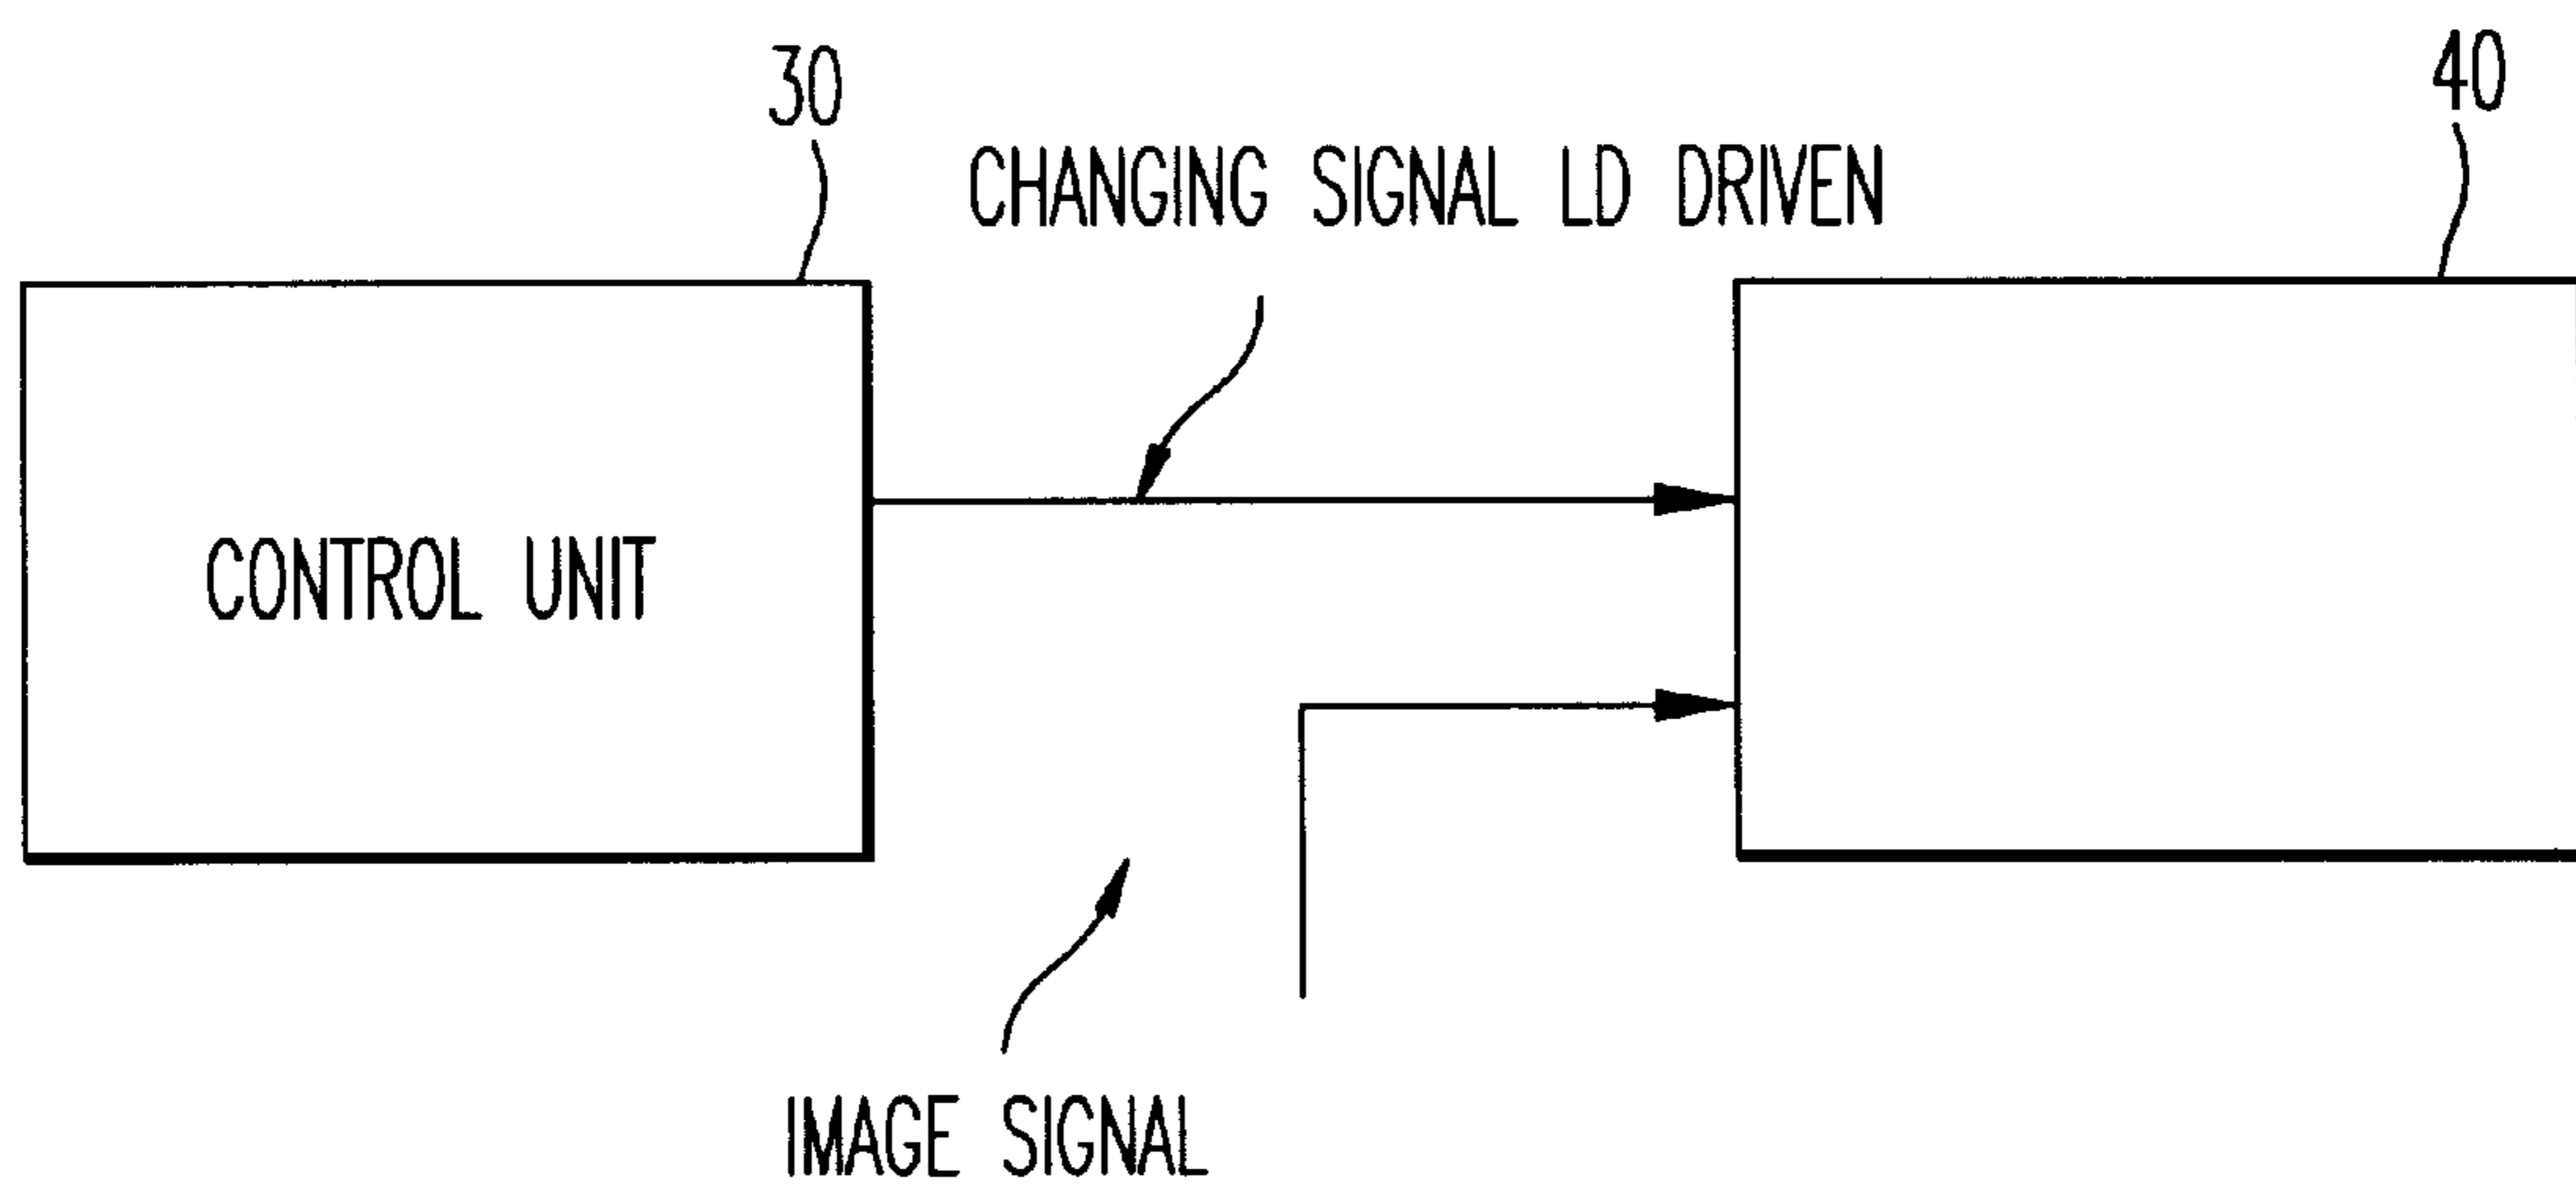 30
40
CHANGING SIGNAL LD DRIVEN
CONTROL UNIT
IMAGE SIGNAL